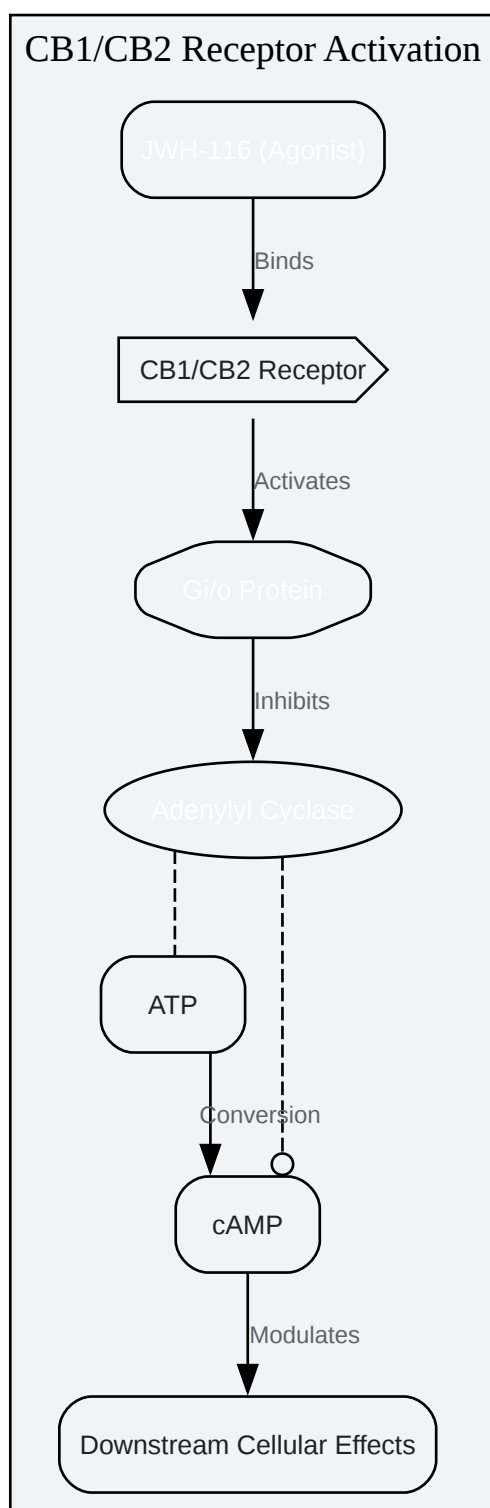 CB1/CB2 Receptor Activation
JWH-116 (Agonist)
Binds
CB1/CB2 Receptor
Activates
Gi/o Protein
Inhibits
Adenylyl Cyclase
ATP
Conversion
cAMP
Modulates
Downstream Cellular Effects